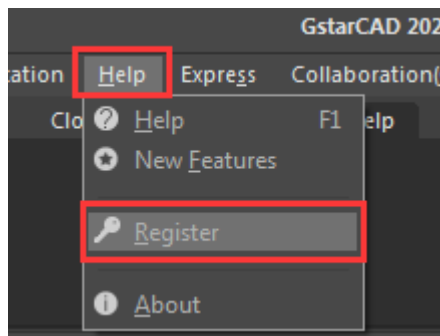 GstarCAD 202
tation Help Express Collaboration(
Clo Help F1 elp
New Features
Register
About